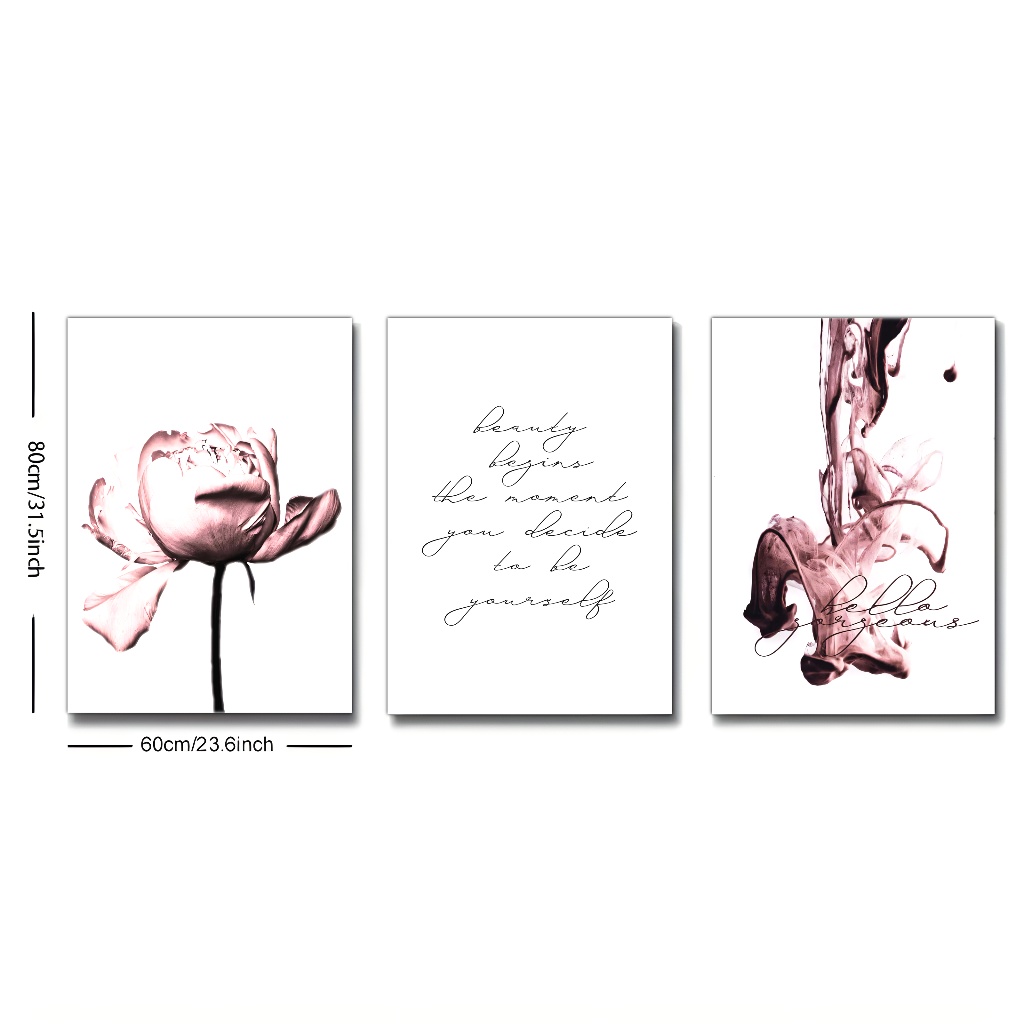 80cm/31.5inch
60cm/23.6inch
beauty
begins
the moment
you decide
to be
yourself
hello
gorgeous